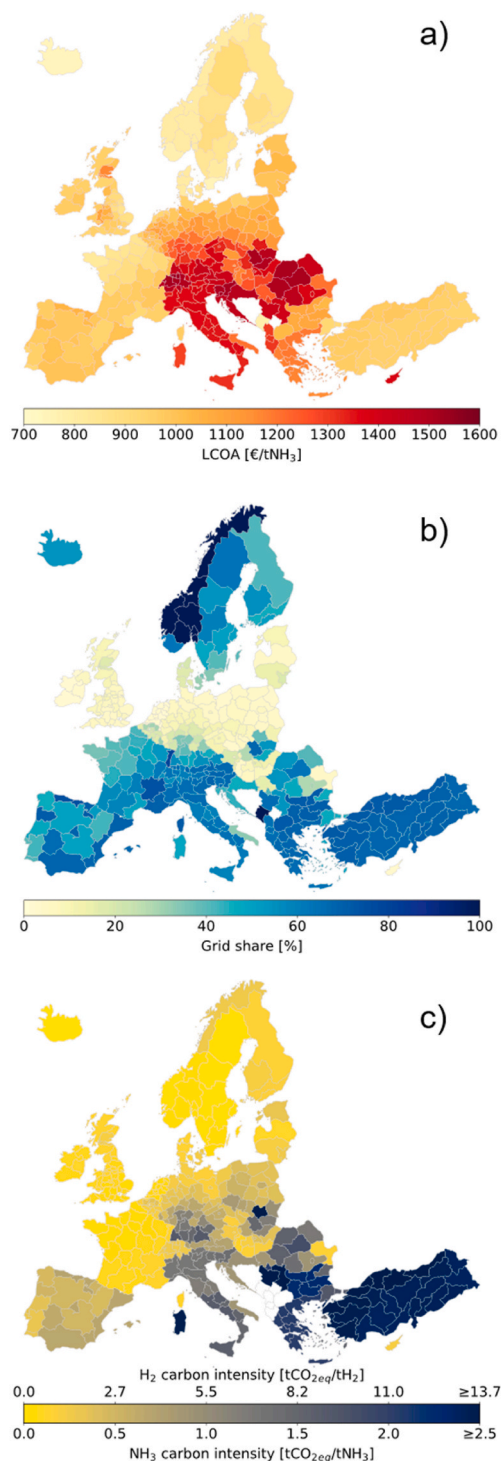 a)
700 800 900 1000 1100 1200 1300 1400 1500 1600
LCOA [€/tNH₃]
b)
0 20 40 60 80 100
Grid share [%]
c)
H₂ carbon intensity [tCO₂eq/tH₂]
0.0 2.7 5.5 8.2 11.0 ≥13.7
0.0 0.5 1.0 1.5 2.0 ≥2.5
NH₃ carbon intensity [tCO₂eq/tNH₃]